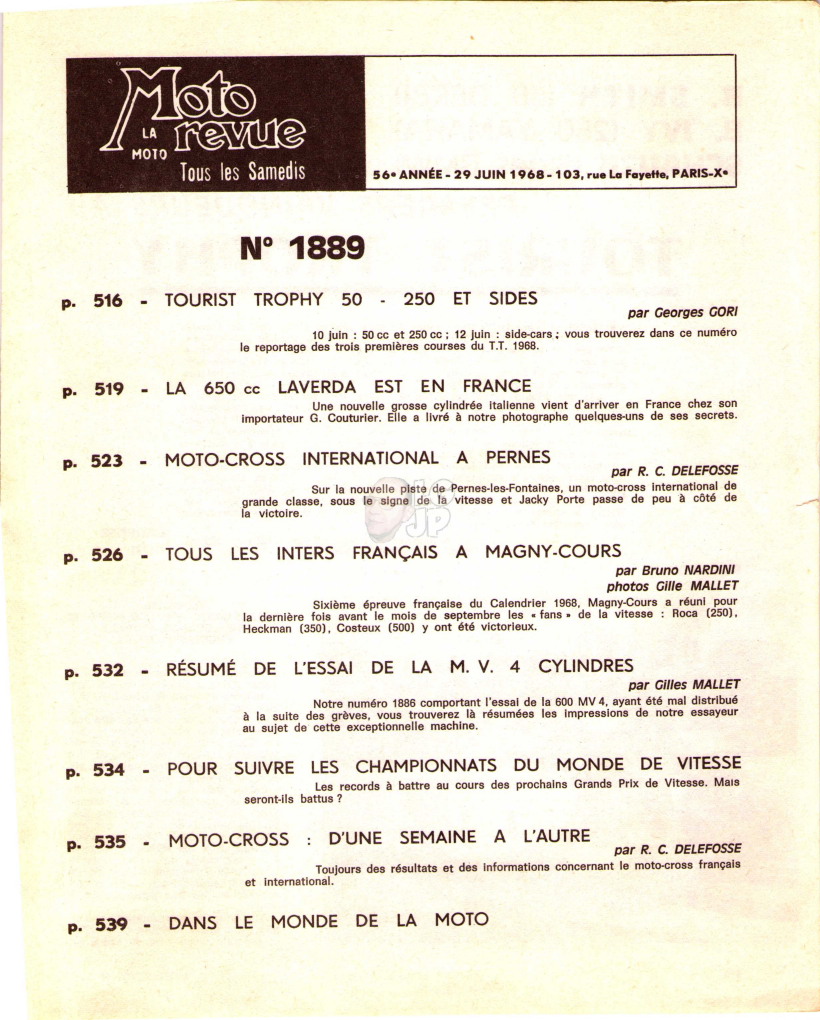 Moto
LA revue
MOTO
Tous les Samedis
56e ANNÉE - 29 JUIN 1968 - 103, rue La Fayette, PARIS-Xe
N° 1889
p. 516 - TOURIST TROPHY 50 - 250 ET SIDES
par Georges GORI
10 juin : 50 cc et 250 cc ; 12 juin : side-cars ; vous trouverez dans ce numéro
le reportage des trois premières courses du T.T. 1968.
p. 519 - LA 650 cc LAVERDA EST EN FRANCE
Une nouvelle grosse cylindrée italienne vient d'arriver en France chez son
importateur G. Couturier. Elle a livré à notre photographe quelques-uns de ses secrets.
p. 523 - MOTO-CROSS INTERNATIONAL A PERNES
par R. C. DELEFOSSE
Sur la nouvelle piste de Pernes-les-Fontaines, un moto-cross international de
grande classe, sous le signe de la vitesse et Jacky Porte passe de peu à côté de
la victoire.
p. 526 - TOUS LES INTERS FRANÇAIS A MAGNY-COURS
par Bruno NARDINI
photos Gille MALLET
Sixième épreuve française du Calendrier 1968, Magny-Cours a réuni pour
la dernière fois avant le mois de septembre les « fans » de la vitesse : Roca (250),
Heckman (350), Costeux (500) y ont été victorieux.
p. 532 - RÉSUMÉ DE L'ESSAI DE LA M. V. 4 CYLINDRES
par Gilles MALLET
Notre numéro 1886 comportant l'essai de la 600 MV 4, ayant été mal distribué
à la suite des grèves, vous trouverez là résumées les impressions de notre essayeur
au sujet de cette exceptionnelle machine.
p. 534 - POUR SUIVRE LES CHAMPIONNATS DU MONDE DE VITESSE
Les records à battre au cours des prochains Grands Prix de Vitesse. Mais
seront-ils battus ?
p. 535 - MOTO-CROSS : D'UNE SEMAINE A L'AUTRE
par R. C. DELEFOSSE
Toujours des résultats et des informations concernant le moto-cross français
et international.
p. 539 - DANS LE MONDE DE LA MOTO